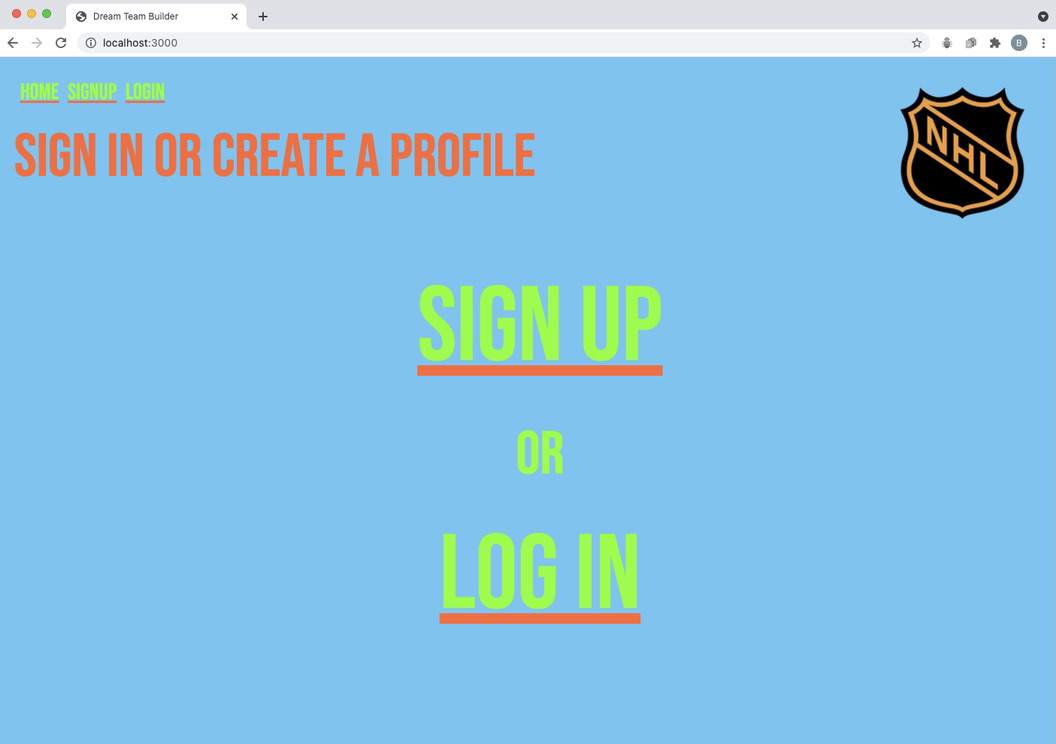 Dream Team Builder
localhost:3000
B
HOME SIGNUP LOGIN
SIGN IN OR CREATE A PROFILE
NHL
SIGN UP
OR
LOG IN